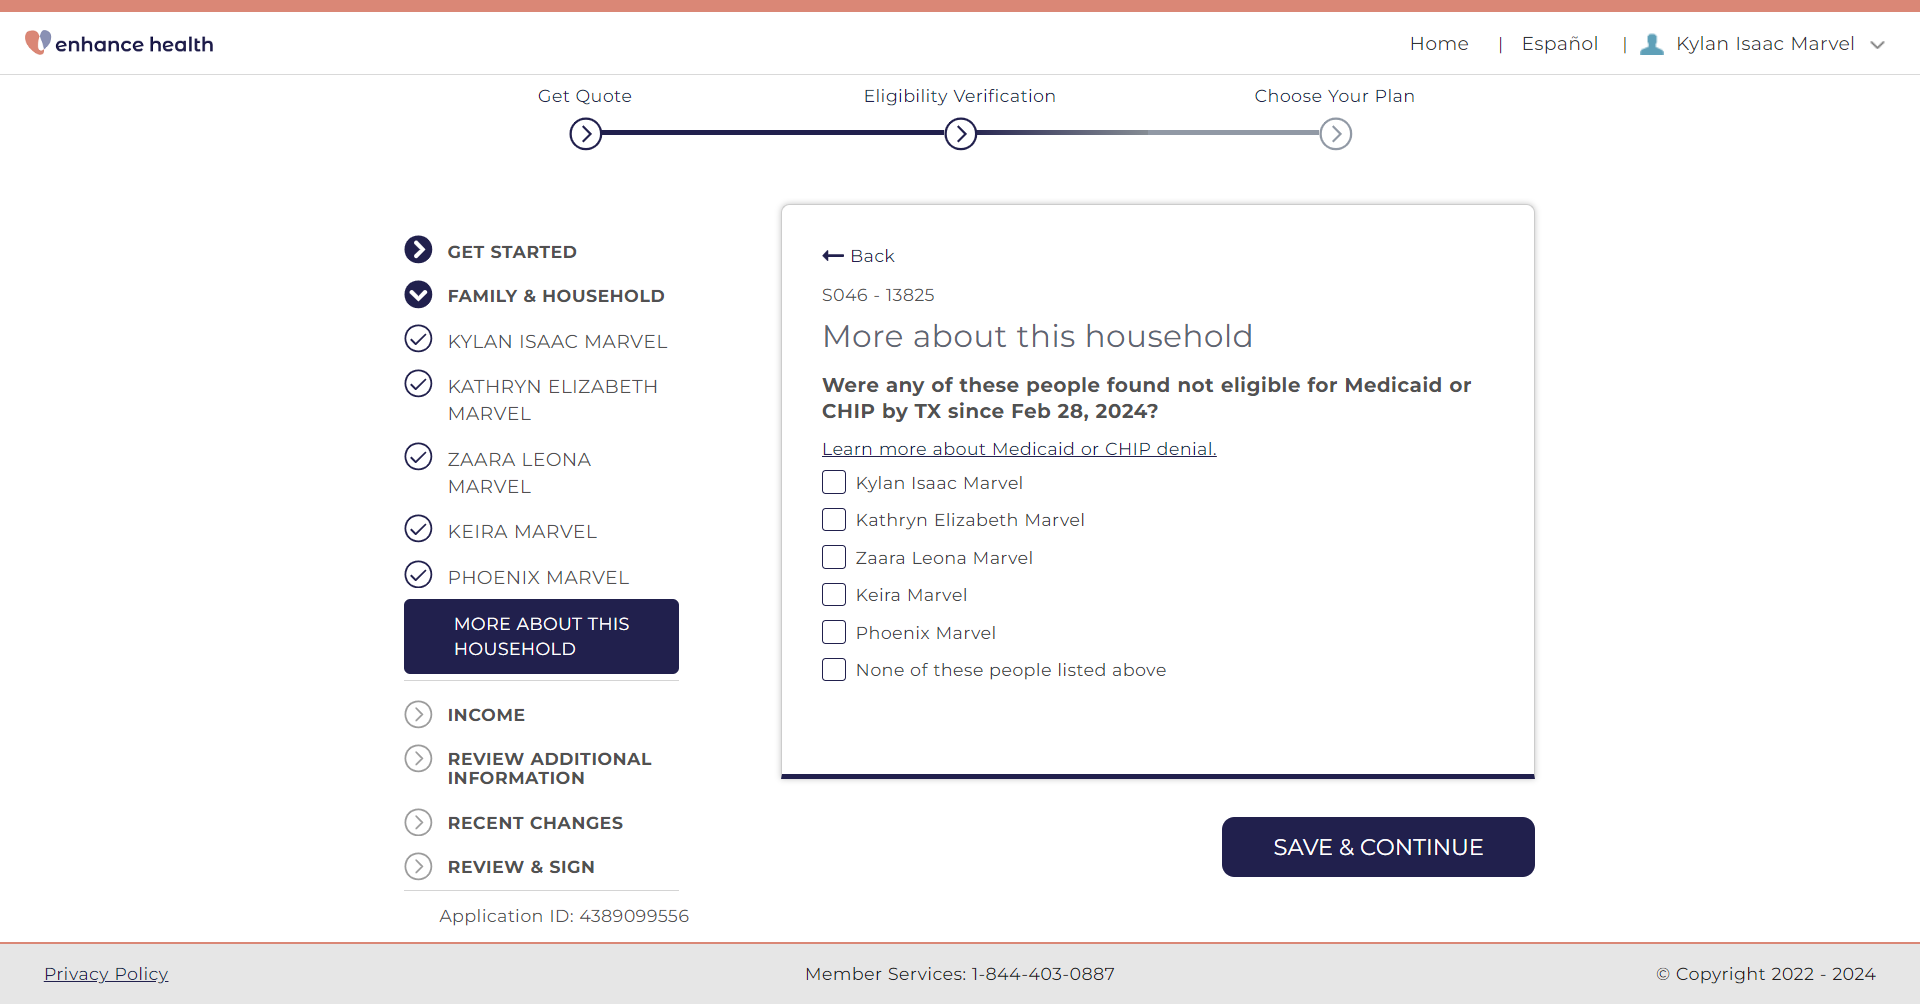 enhance health
Home | Español | Kylan Isaac Marvel
Get Quote
Eligibility Verification
Choose Your Plan
GET STARTED
FAMILY & HOUSEHOLD
KYLAN ISAAC MARVEL
KATHRYN ELIZABETH
MARVEL
ZAARA LEONA
MARVEL
KEIRA MARVEL
PHOENIX MARVEL
MORE ABOUT THIS
HOUSEHOLD
INCOME
REVIEW ADDITIONAL
INFORMATION
RECENT CHANGES
REVIEW & SIGN
Application ID: 4389099556
Back
S046 - 13825
More about this household
Were any of these people found not eligible for Medicaid or
CHIP by TX since Feb 28, 2024?
Learn more about Medicaid or CHIP denial.
Kylan Isaac Marvel
Kathryn Elizabeth Marvel
Zaara Leona Marvel
Keira Marvel
Phoenix Marvel
None of these people listed above
SAVE & CONTINUE
Privacy Policy
Member Services: 1-844-403-0887
© Copyright 2022 - 2024